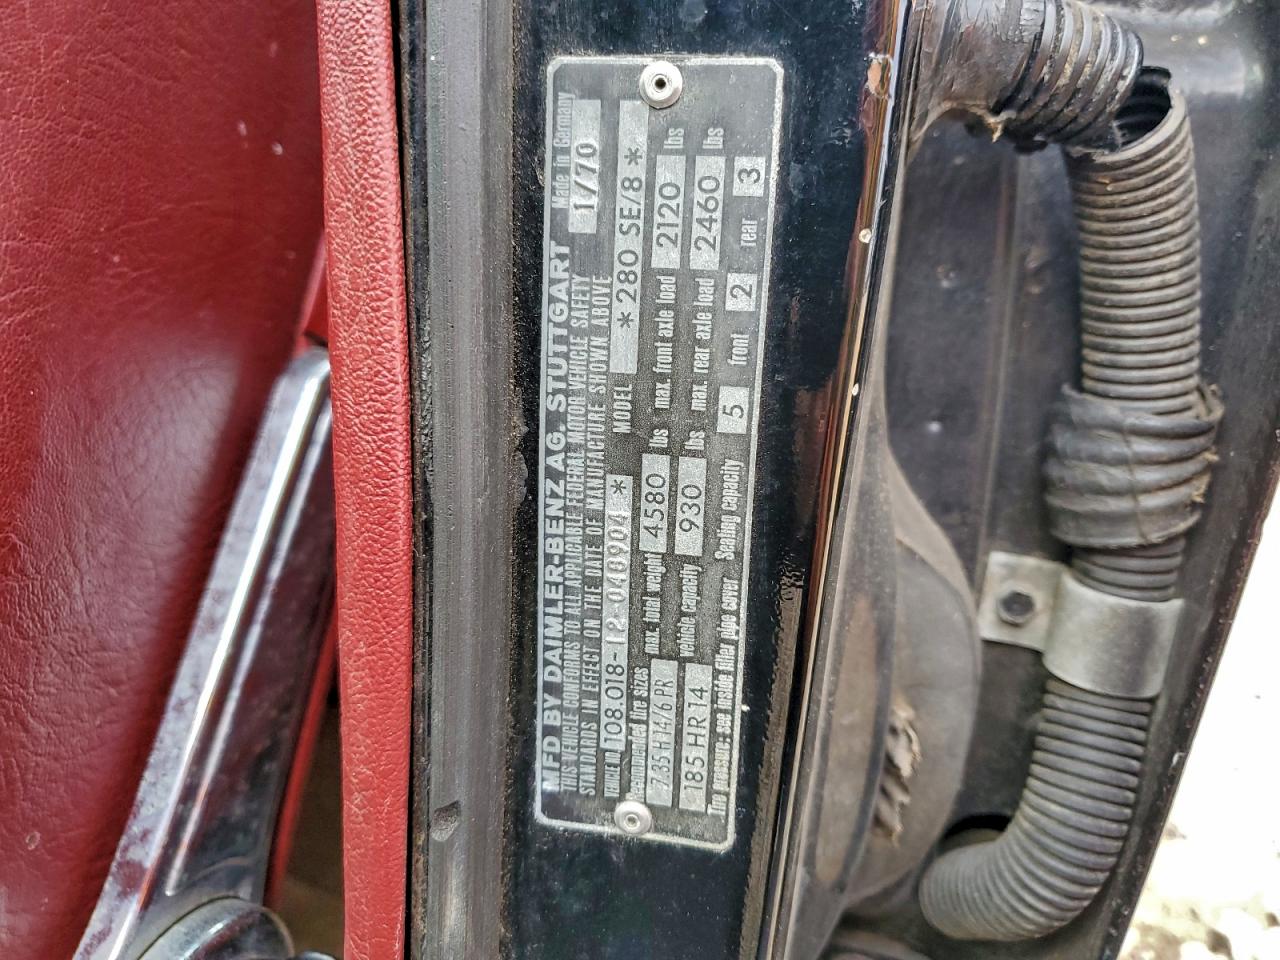 MFD BY DAIMLER-BENZ AG. STUTTGART Made in Germany
THIS VEHICLE CONFORMS TO ALL APPLICABLE FEDERAL MOTOR VEHICLE SAFETY 1/70
STANDARDS IN EFFECT ON THE DATE OF MANUFACTURE SHOWN ABOVE
VEHICLE ID 108.018-12-048904 * MODEL *280 SE/8 *
Recommended tire sizes max. total weight 4580 lbs max. front axle load 2120 lbs
7.35 H 14/6 PR vehicle capacity 930 lbs max. rear axle load 2460 lbs
185 HR 14
Tire pressure: see inside filler pipe cover Seating capacity 5 front 2 rear 3